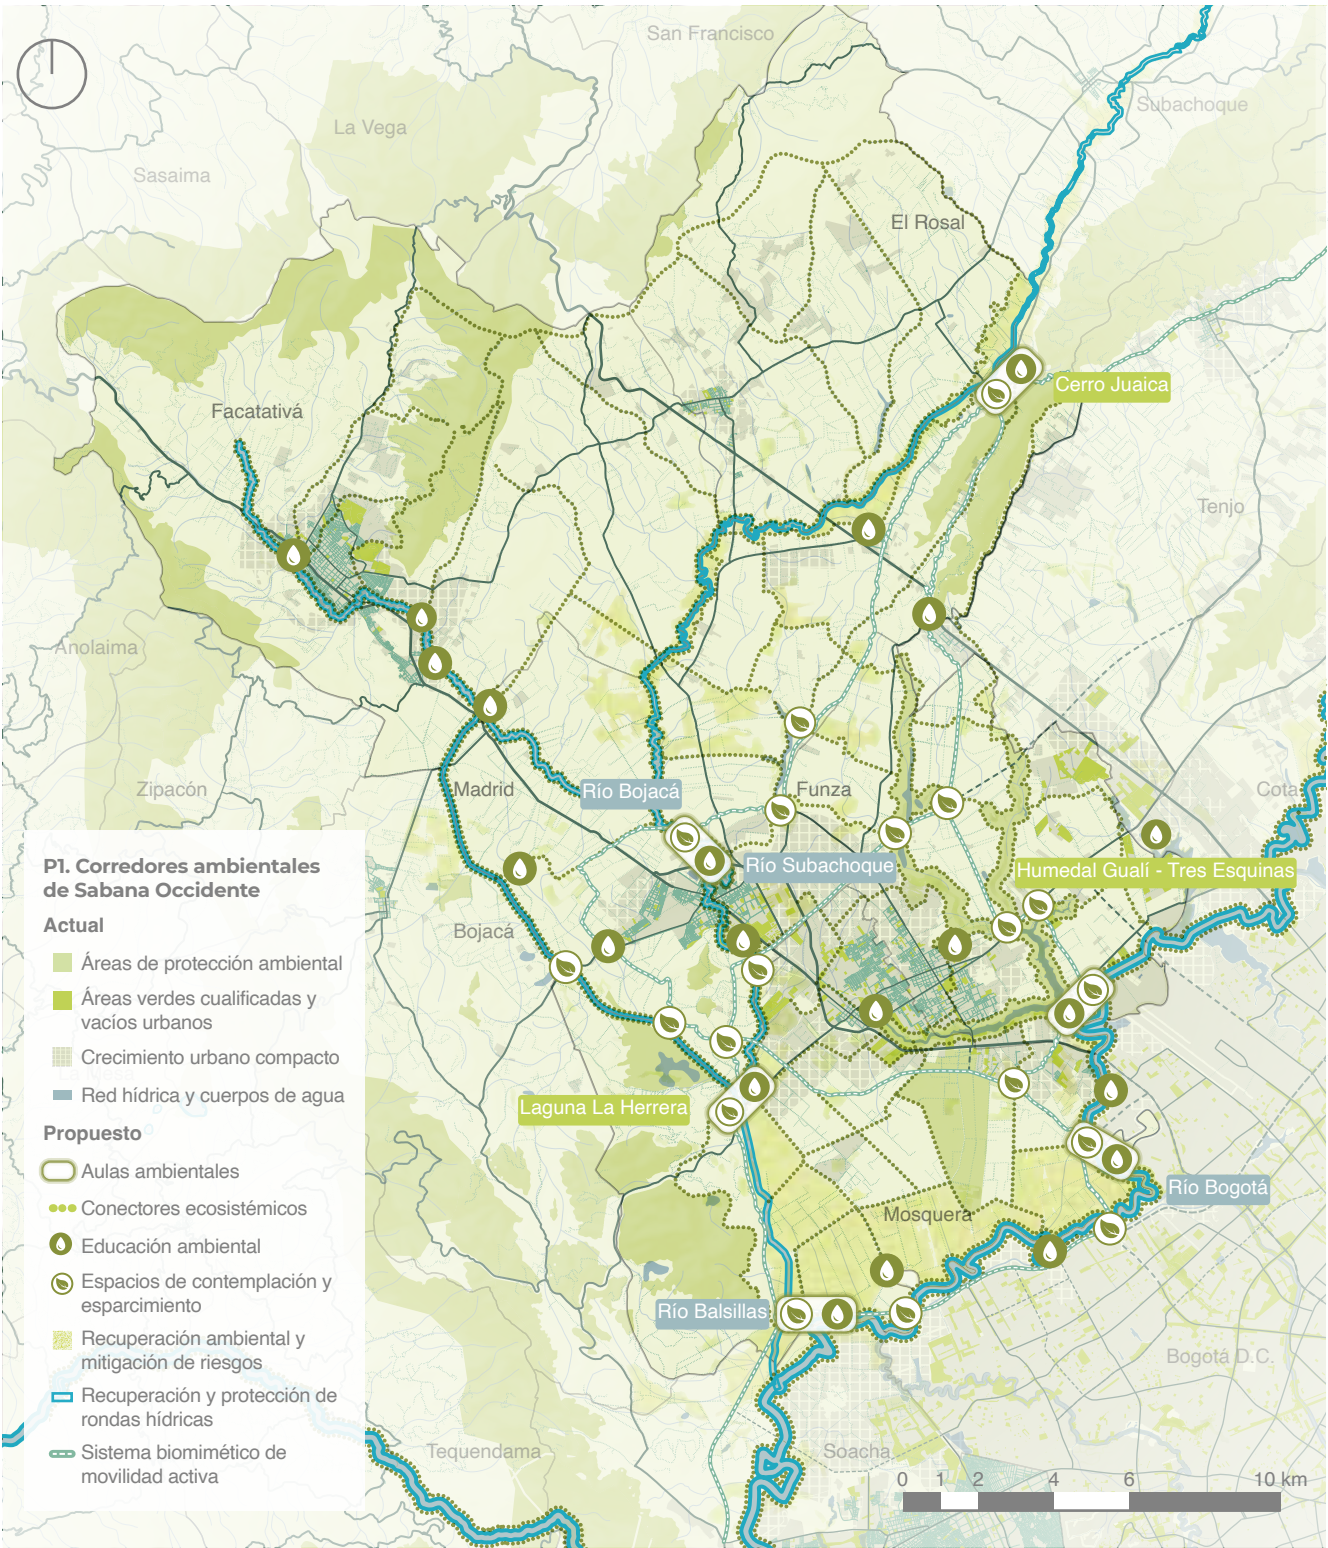 San Francisco
Subachoque
La Vega
Sasaima
El Rosal
Cerro Juaica
Facatativá
Tenjo
Anolaima
Zipacón
Madrid
Río Bojacá
Funza
Cota
Río Subachoque
Humedal Gualí - Tres Esquinas
Bojacá
Laguna La Herrera
Río Bogotá
Mosquera
Río Balsillas
Bogotá D.C.
Tequendama
Soacha
P1. Corredores ambientales
de Sabana Occidente
Actual
Áreas de protección ambiental
Áreas verdes cualificadas y
vacíos urbanos
Crecimiento urbano compacto
Red hídrica y cuerpos de agua
Propuesto
Aulas ambientales
Conectores ecosistémicos
Educación ambiental
Espacios de contemplación y
esparcimiento
Recuperación ambiental y
mitigación de riesgos
Recuperación y protección de
rondas hídricas
Sistema biomimético de
movilidad activa
0 1 2 4 6 10 km